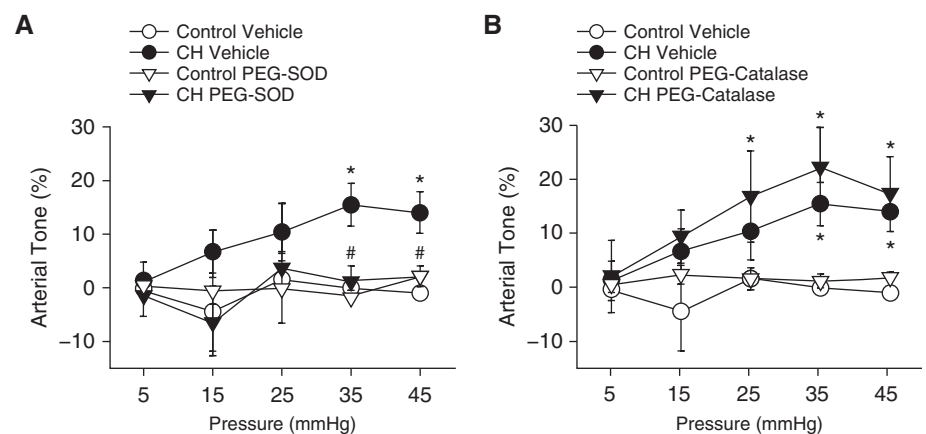 A
Control Vehicle
CH Vehicle
Control PEG-SOD
CH PEG-SOD
30
20
10
0
−10
Arterial Tone (%)
*
*
#
#
5 15 25 35 45
Pressure (mmHg)
B
Control Vehicle
CH Vehicle
Control PEG-Catalase
CH PEG-Catalase
30
20
10
0
−10
Arterial Tone (%)
*
*
*
*
*
5 15 25 35 45
Pressure (mmHg)